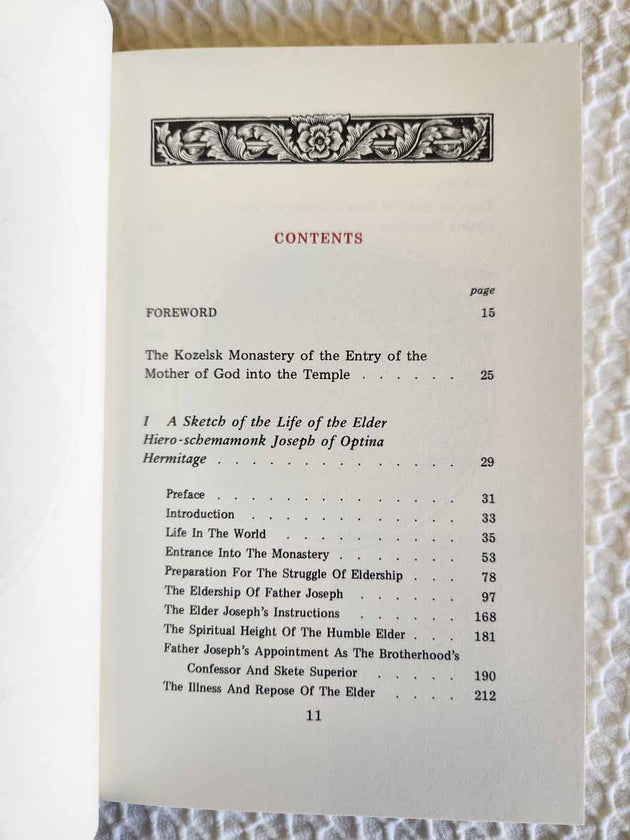 CONTENTS
page
FOREWORD 15
The Kozelsk Monastery of the Entry of the
Mother of God into the Temple . . . . . . 25
I A Sketch of the Life of the Elder
Hiero-schemamonk Joseph of Optina
Hermitage . . . . . . . . . . . . . . 29
Preface . . . . . . . . . . . . . 31
Introduction . . . . . . . . . . . 33
Life In The World . . . . . . . . . 35
Entrance Into The Monastery . . . . . . 53
Preparation For The Struggle Of Eldership . . . 78
The Eldership Of Father Joseph . . . . . . 97
The Elder Joseph's Instructions . . . . . . 168
The Spiritual Height Of The Humble Elder . . . 181
Father Joseph's Appointment As The Brotherhood's
Confessor And Skete Superior . . . . . 190
The Illness And Repose Of The Elder . . . . 212
11